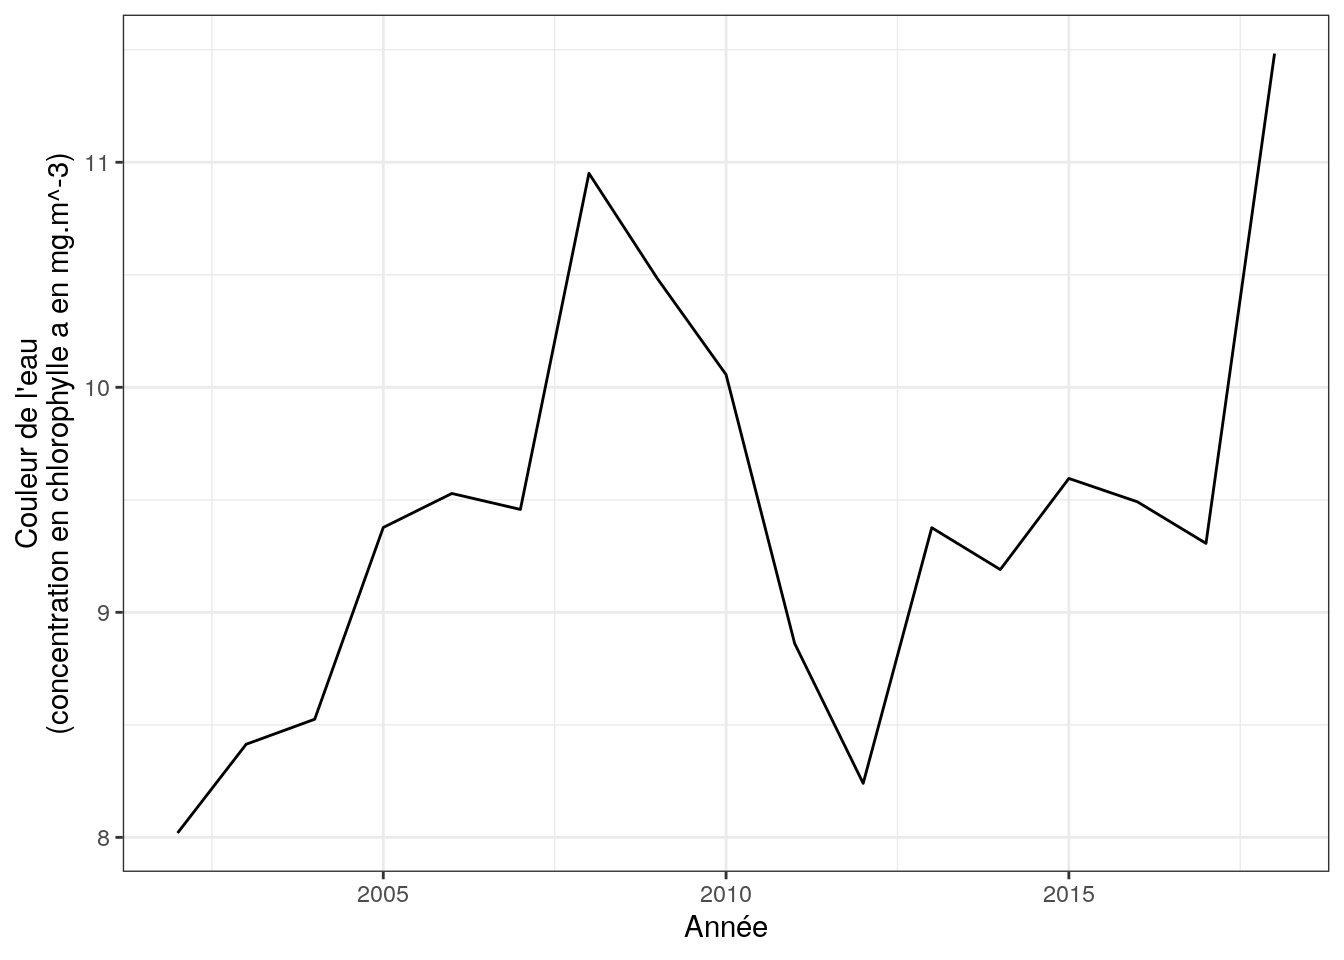 Couleur de l'eau
(concentration en chlorophylle a en mg.m^-3)
11
10
9
8
2005 2010 2015
Année